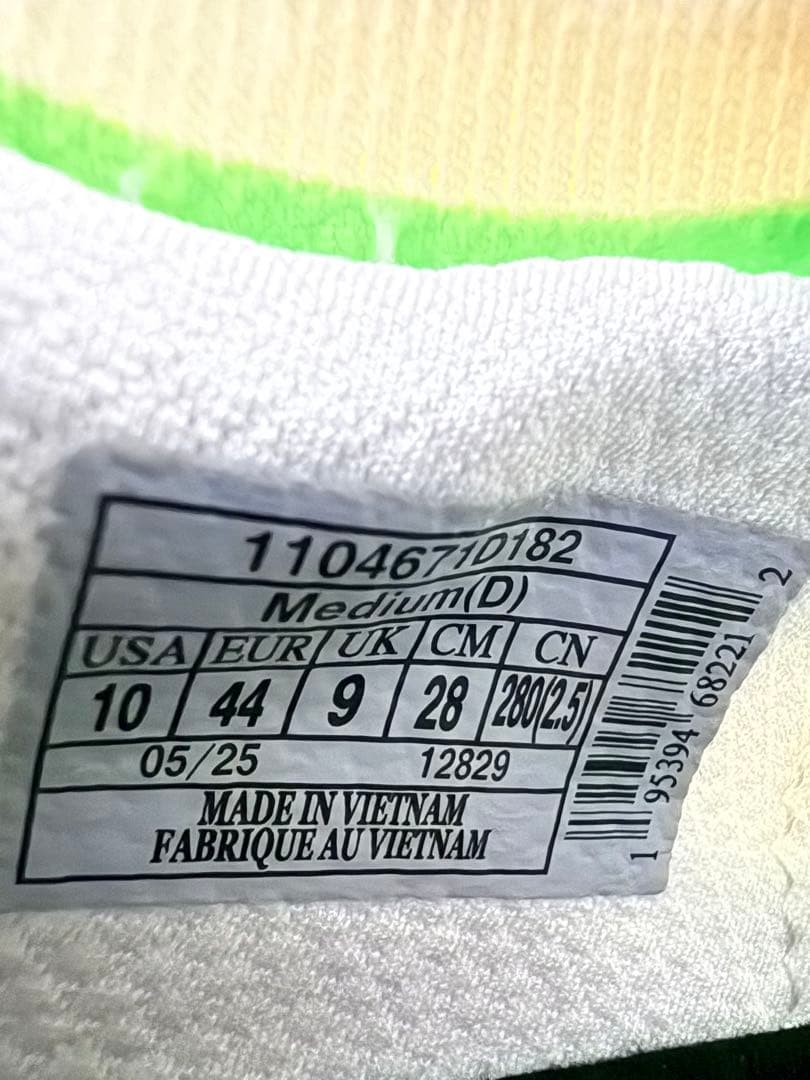 1104671D182
Medium(D)
USA EUR UK CM CN
10 44 9 28 280(2.5)
05/25 12829
MADE IN VIETNAM
FABRIQUE AU VIETNAM
1 95394 68221 2